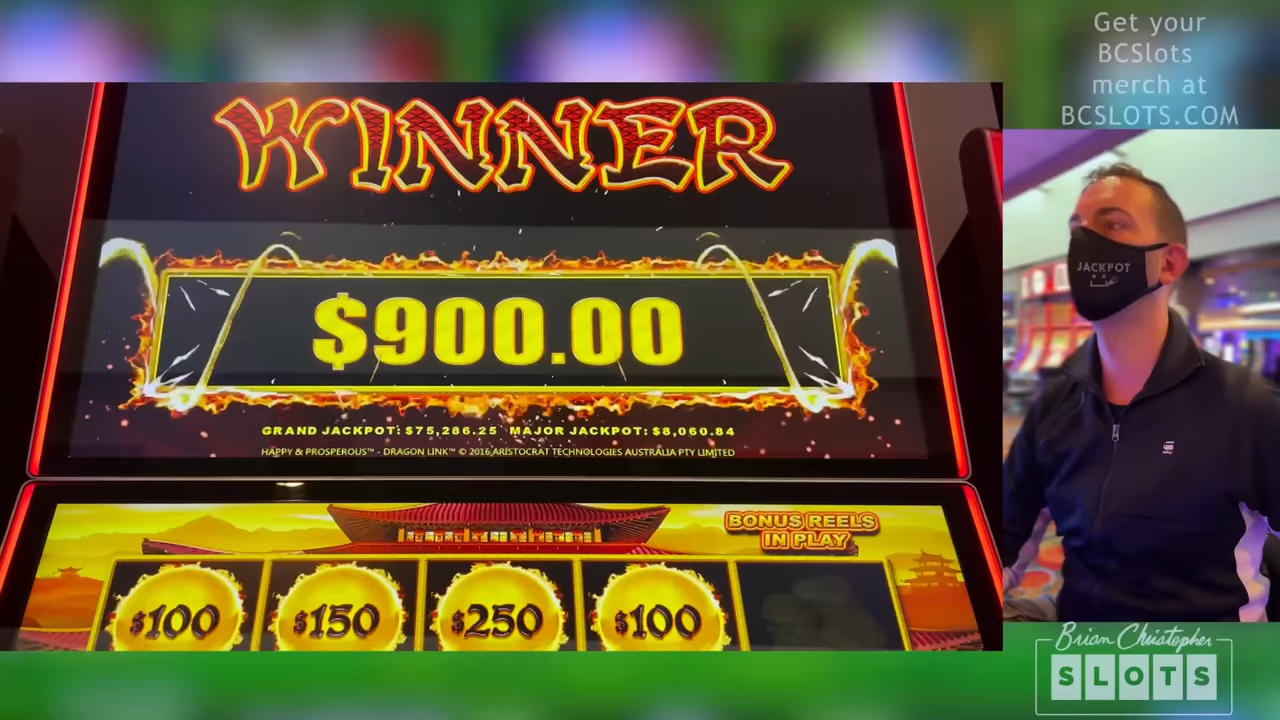 Get your
BCSlots
merch at
BCSLOTS.COM
WINNER
$900.00
GRAND JACKPOT: $75,286.25 MAJOR JACKPOT: $8,060.84
HAPPY & PROSPEROUS™ - DRAGON LINK™ © 2016 ARISTOCRAT TECHNOLOGIES AUSTRALIA PTY LIMITED
BONUS REELS
IN PLAY
$100 $150 $250 $100
JACKPOT
Brian Christopher
SLOTS